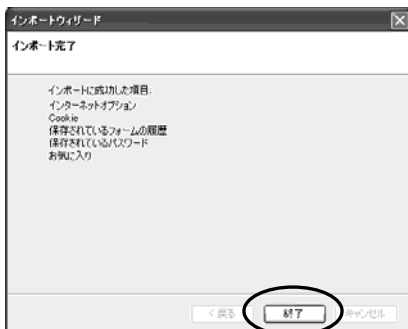 インポートウィザード
インポート完了
インポートに成功した項目:
インターネットオプション
Cookie
保存されているフォームの履歴
保存されているパスワード
お気に入り
< 戻る 終了 キャンセル